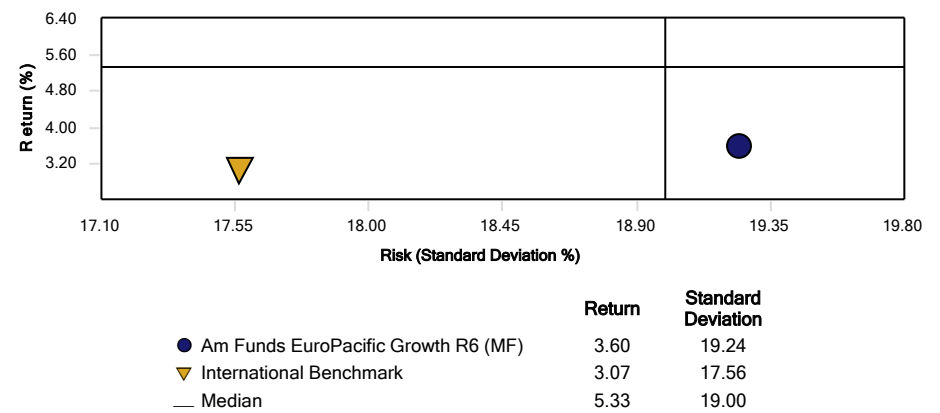 6.40
5.60
4.80
4.00
3.20
Return (%)
17.10 17.55 18.00 18.45 18.90 19.35 19.80
Risk (Standard Deviation %)
Return Standard Deviation
Am Funds EuroPacific Growth R6 (MF) 3.60 19.24
International Benchmark 3.07 17.56
Median 5.33 19.00